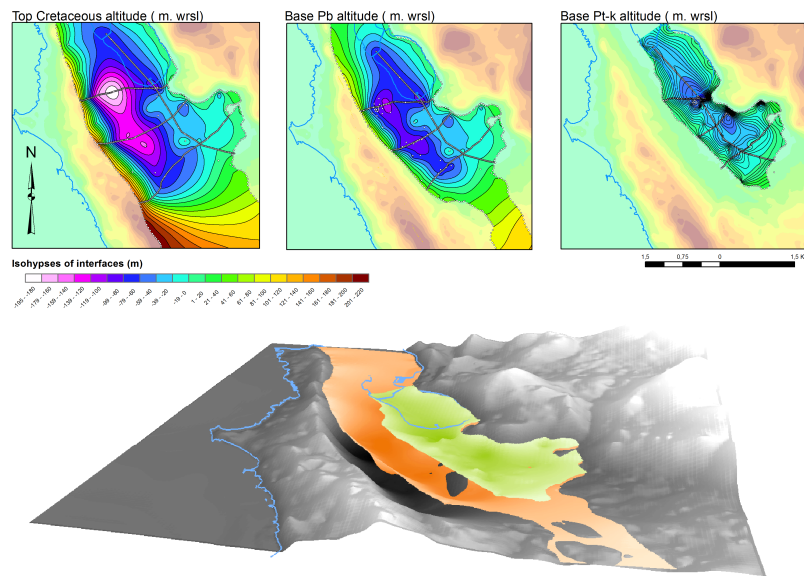 Top Cretaceous altitude ( m. wrsl)
Base Pb altitude ( m. wrsl)
Base Pt-k altitude ( m. wrsl)
N
Isohypses of interfaces (m)
1,5 0,75 0 1,5 K
-195 - -180
-179 - -160
-159 - -140
-139 - -120
-119 - -100
-99 - -80
-79 - -60
-59 - -40
-39 - -20
-19 - 0
1 - 20
21 - 40
41 - 60
61 - 80
81 - 100
101 - 120
121 - 140
141 - 160
161 - 180
181 - 200
201 - 220